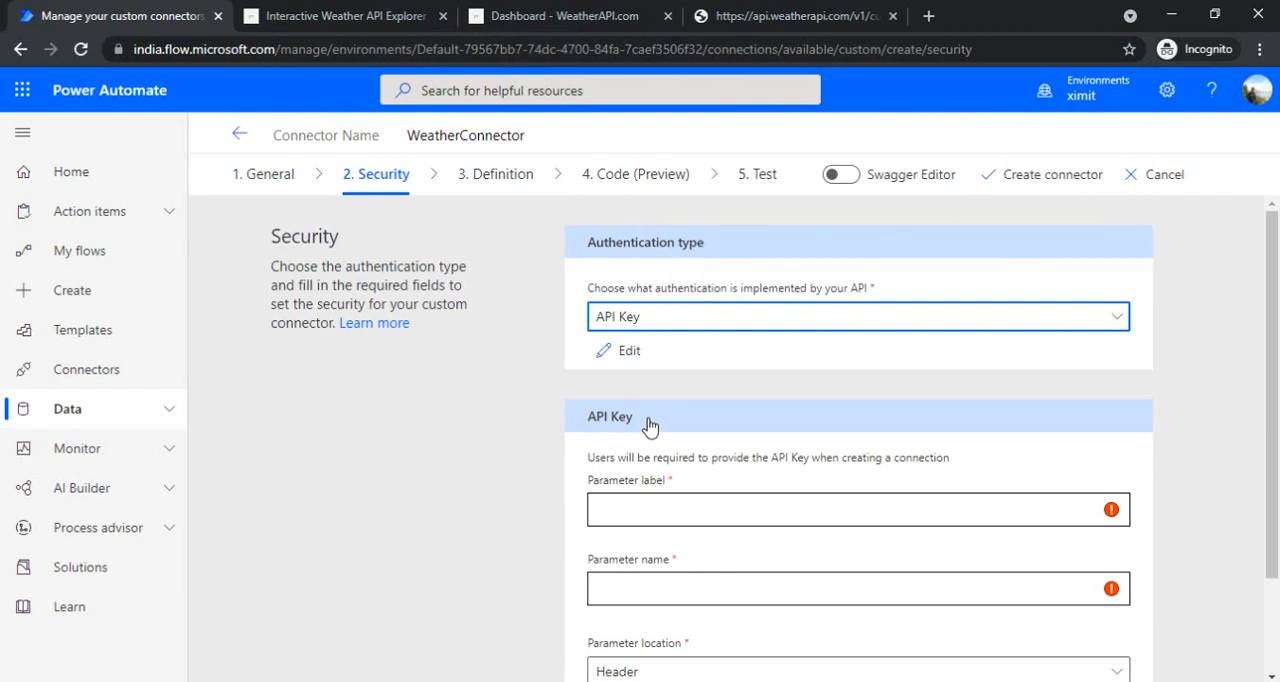 Manage your custom connectors
Interactive Weather API Explorer
Dashboard - WeatherAPI.com
https://api.weatherapi.com/v1/cu
india.flow.microsoft.com/manage/environments/Default-79567bb7-74dc-4700-84fa-7caef3506f32/connections/available/custom/create/security
Incognito
Power Automate
Search for helpful resources
Environments
ximit
Connector Name WeatherConnector
1. General 2. Security 3. Definition 4. Code (Preview) 5. Test Swagger Editor Create connector Cancel
Home
Action items
My flows
Create
Templates
Connectors
Data
Monitor
AI Builder
Process advisor
Solutions
Learn
Security
Choose the authentication type
and fill in the required fields to
set the security for your custom
connector. Learn more
Authentication type
Choose what authentication is implemented by your API *
API Key
Edit
API Key
Users will be required to provide the API Key when creating a connection
Parameter label *
Parameter name *
Parameter location *
Header